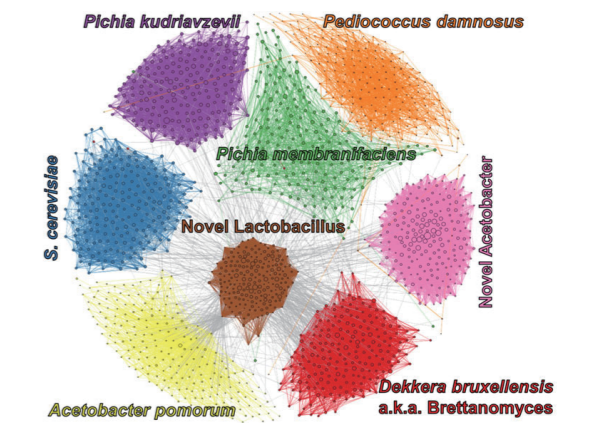 Pichia kudriavzevii
Pediococcus damnosus
Pichia membranifaciens
S. cerevisiae
Novel Acetobacter
Novel Lactobacillus
Dekkera bruxellensis
a.k.a. Brettanomyces
Acetobacter pomorum